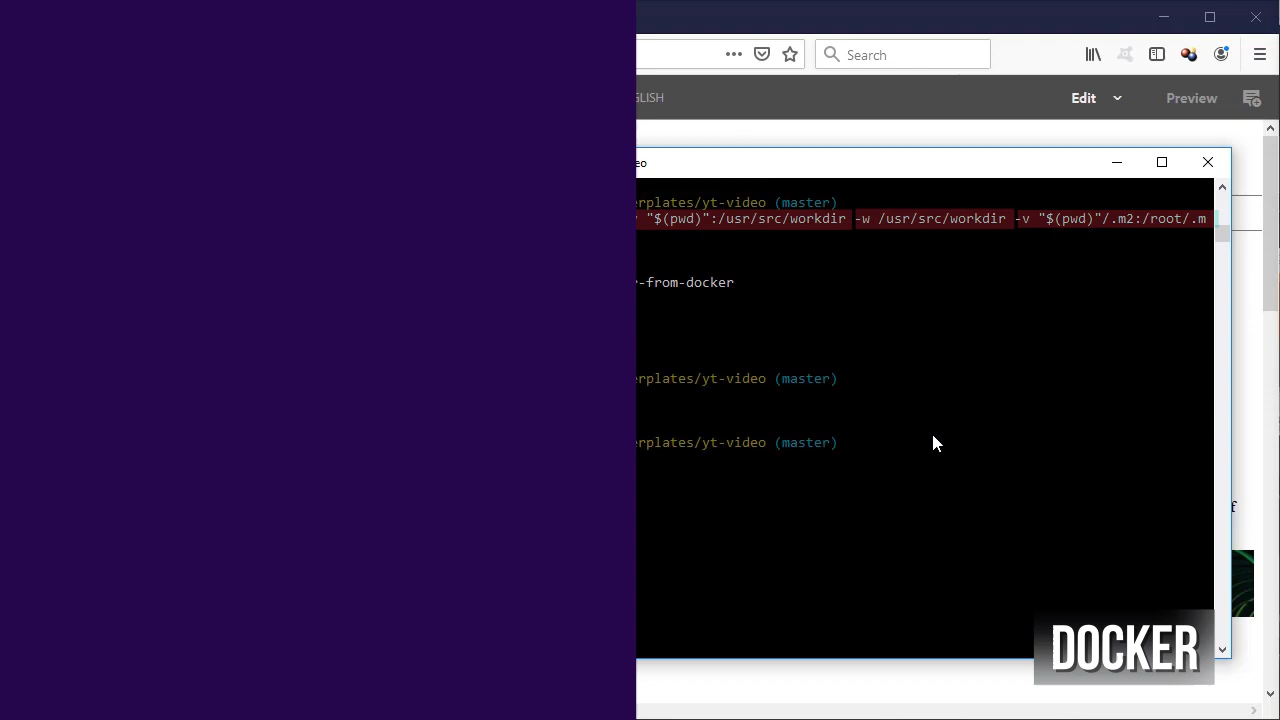 Search
GLISH
Edit
Preview
eo
erplates/yt-video (master)
"$(pwd)":/usr/src/workdir -w /usr/src/workdir -v "$(pwd)"/.m2:/root/.m
r-from-docker
erplates/yt-video (master)
erplates/yt-video (master)
f
DOCKER